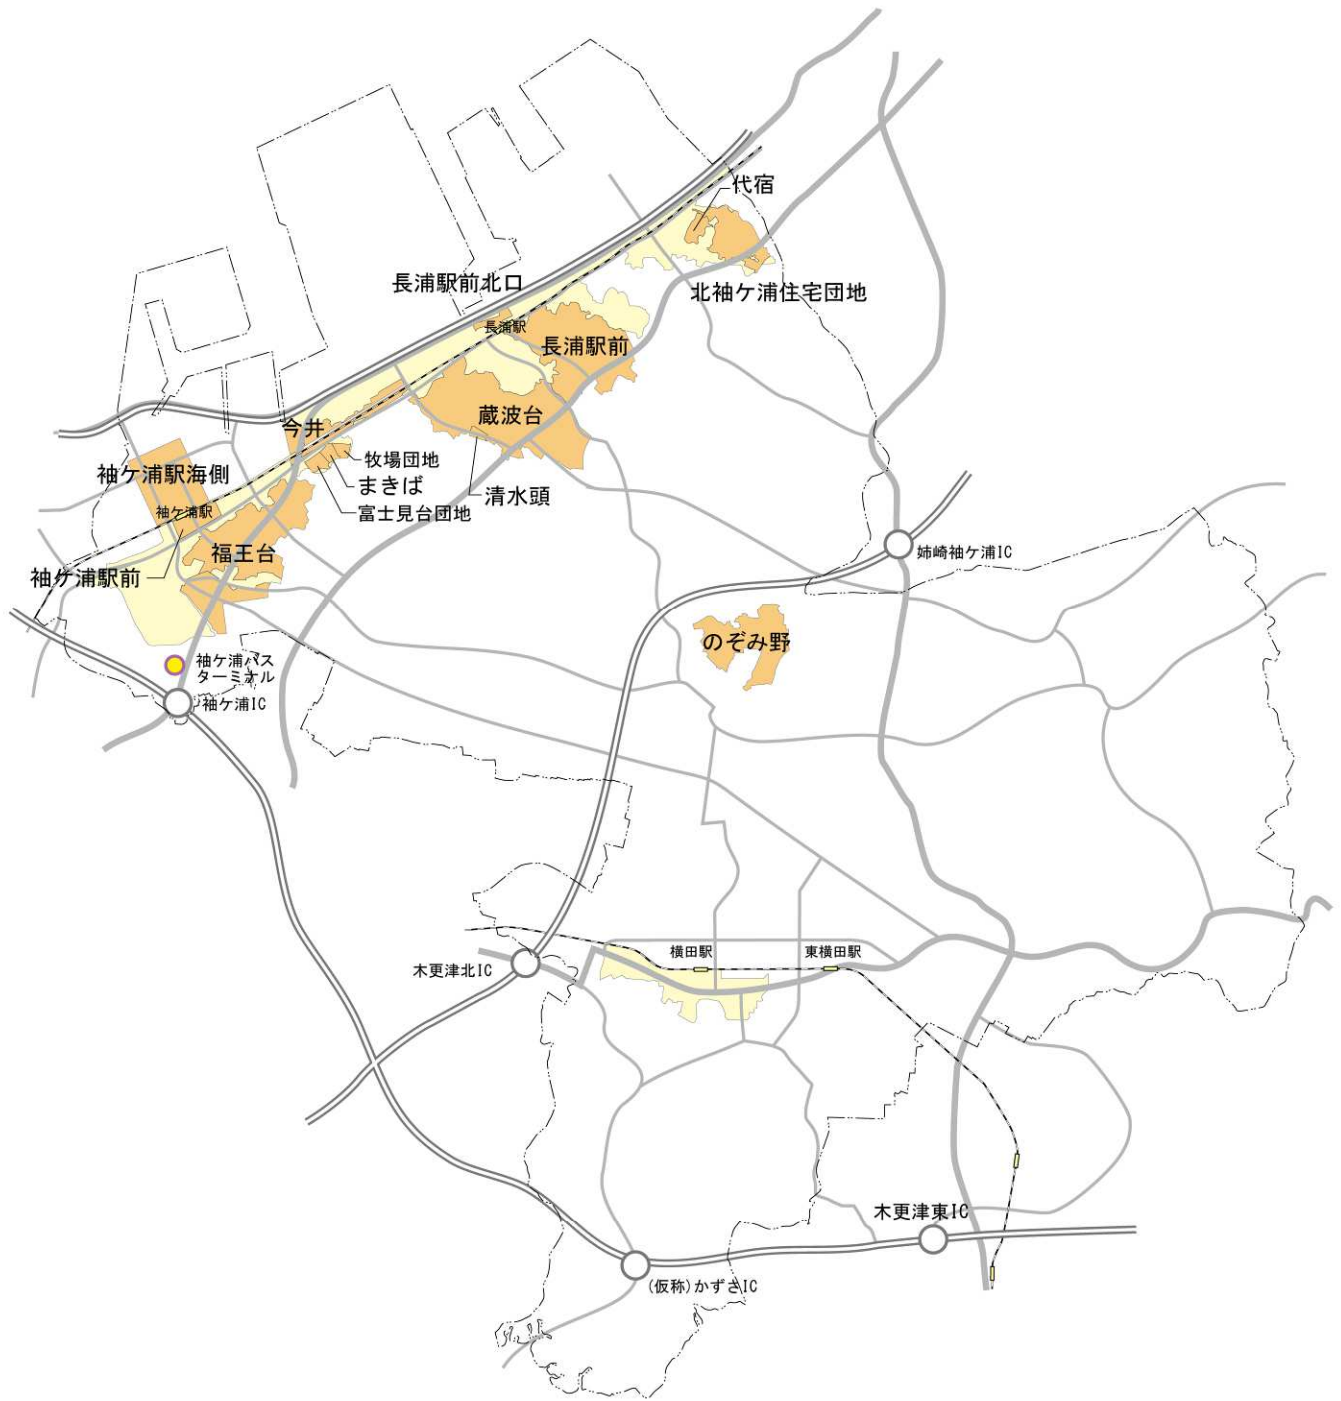 代宿
長浦駅前北口
北袖ケ浦住宅団地
長浦駅
長浦駅前
蔵波台
今井
牧場団地
袖ケ浦駅海側
まきば
清水頭
袖ケ浦駅
富士見台団地
姉崎袖ケ浦IC
福王台
袖ケ浦駅前
のぞみ野
袖ケ浦バス
ターミナル
袖ケ浦IC
横田駅
東横田駅
木更津北IC
木更津東IC
(仮称)かずさIC